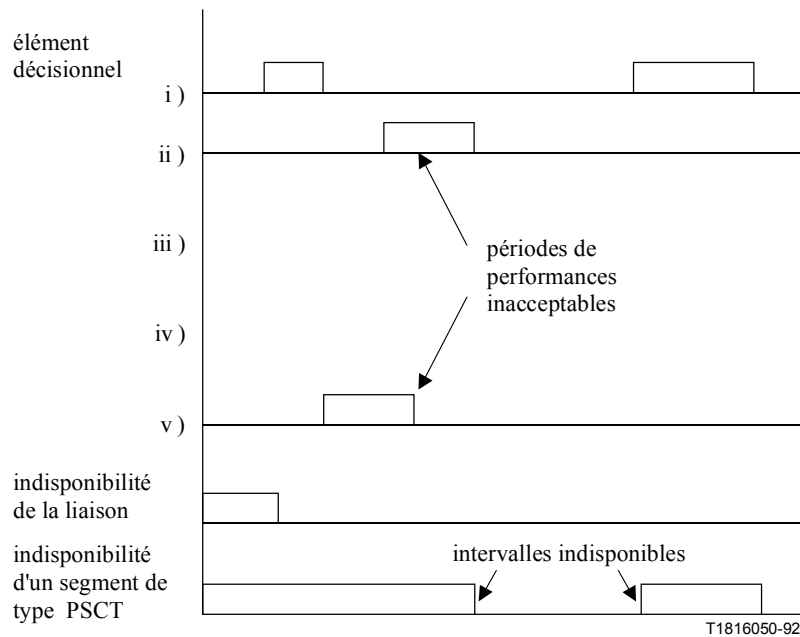 élément
décisionnel
i )
ii )
iii )
périodes de
performances
inacceptables
iv )
v )
indisponibilité
de la liaison
indisponibilité
d'un segment de
type PSCT
intervalles indisponibles
T1816050-92